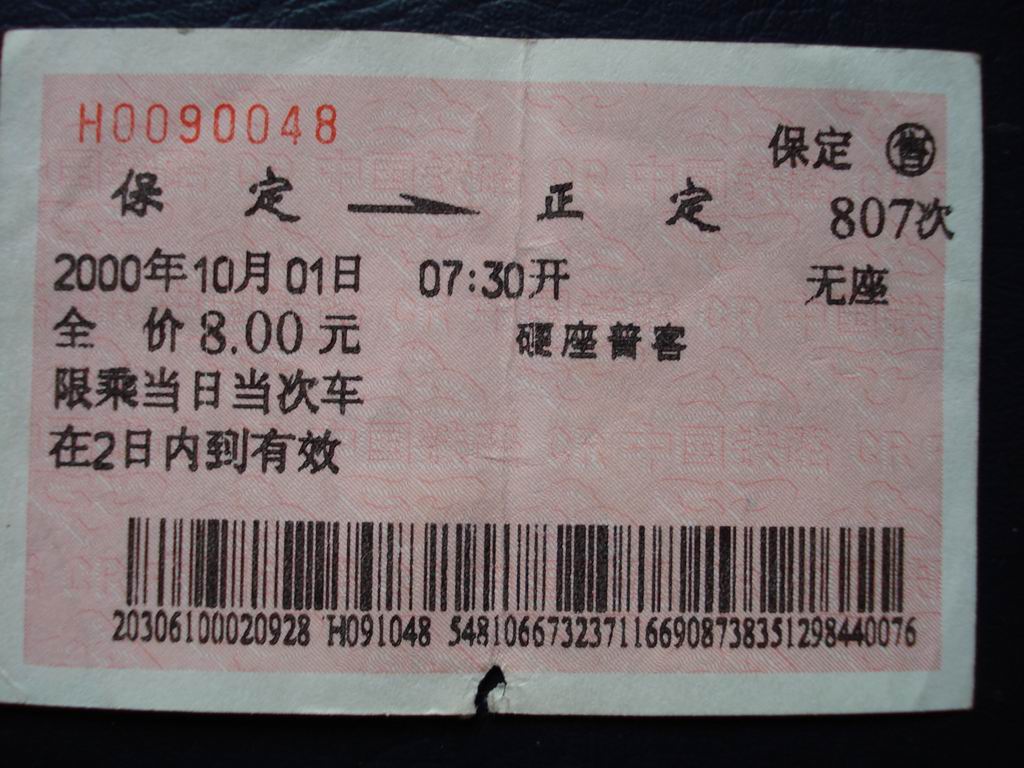 H0090048
保定 ㊝售
保定 → 正定
807次
2000年10月01日 07:30开 无座
全 价 8.00 元 硬座普客
限乘当日当次车
在2日内到有效
20306100020928 H091048 5481066732371166908738351298440076